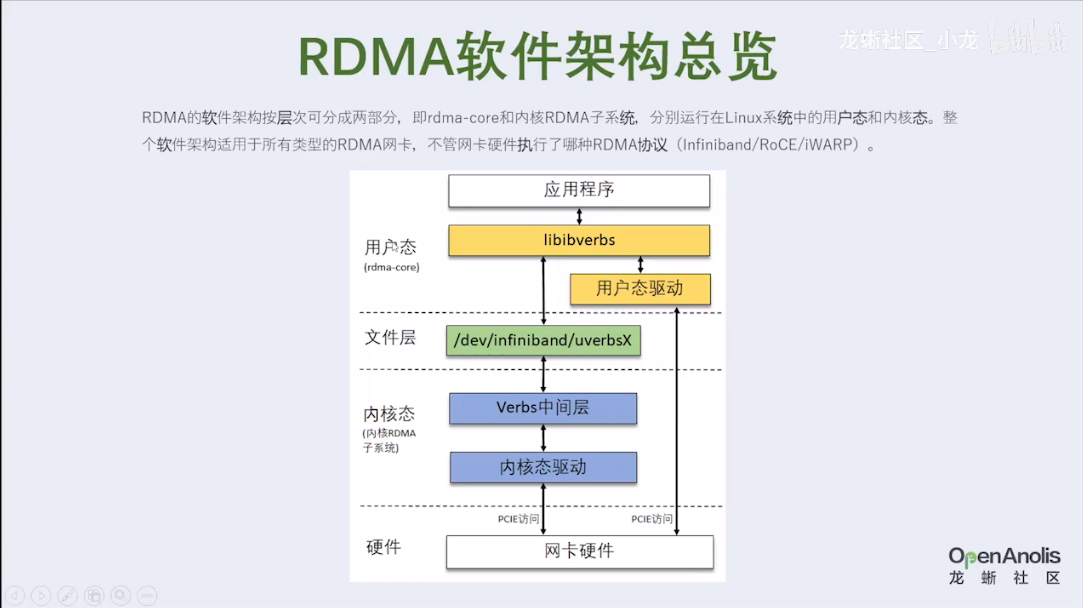 RDMA软件架构总览
龙蜥社区_小龙
bilibili
RDMA的软件架构按层次可分成两部分，即rdma-core和内核RDMA子系统，分别运行在Linux系统中的用户态和内核态。整
个软件架构适用于所有类型的RDMA网卡，不管网卡硬件执行了哪种RDMA协议（Infiniband/RoCE/iWARP）。
应用程序
用户态
(rdma-core)
libibverbs
用户态驱动
文件层
/dev/infiniband/uverbsX
内核态
(内核RDMA
子系统)
Verbs中间层
内核态驱动
PCIE访问
PCIE访问
硬件
网卡硬件
OpenAnolis
龙蜥社区